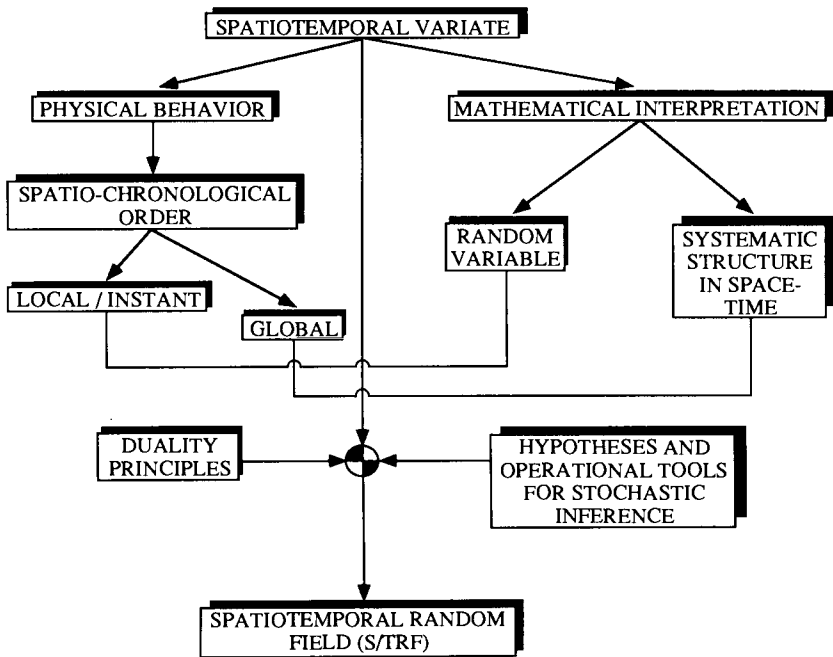 SPATIOTEMPORAL VARIATE
PHYSICAL BEHAVIOR
MATHEMATICAL INTERPRETATION
SPATIO-CHRONOLOGICAL
ORDER
RANDOM
VARIABLE
SYSTEMATIC
STRUCTURE
IN SPACE-
TIME
LOCAL / INSTANT
GLOBAL
DUALITY
PRINCIPLES
HYPOTHESES AND
OPERATIONAL TOOLS
FOR STOCHASTIC
INFERENCE
SPATIOTEMPORAL RANDOM
FIELD (S/TRF)